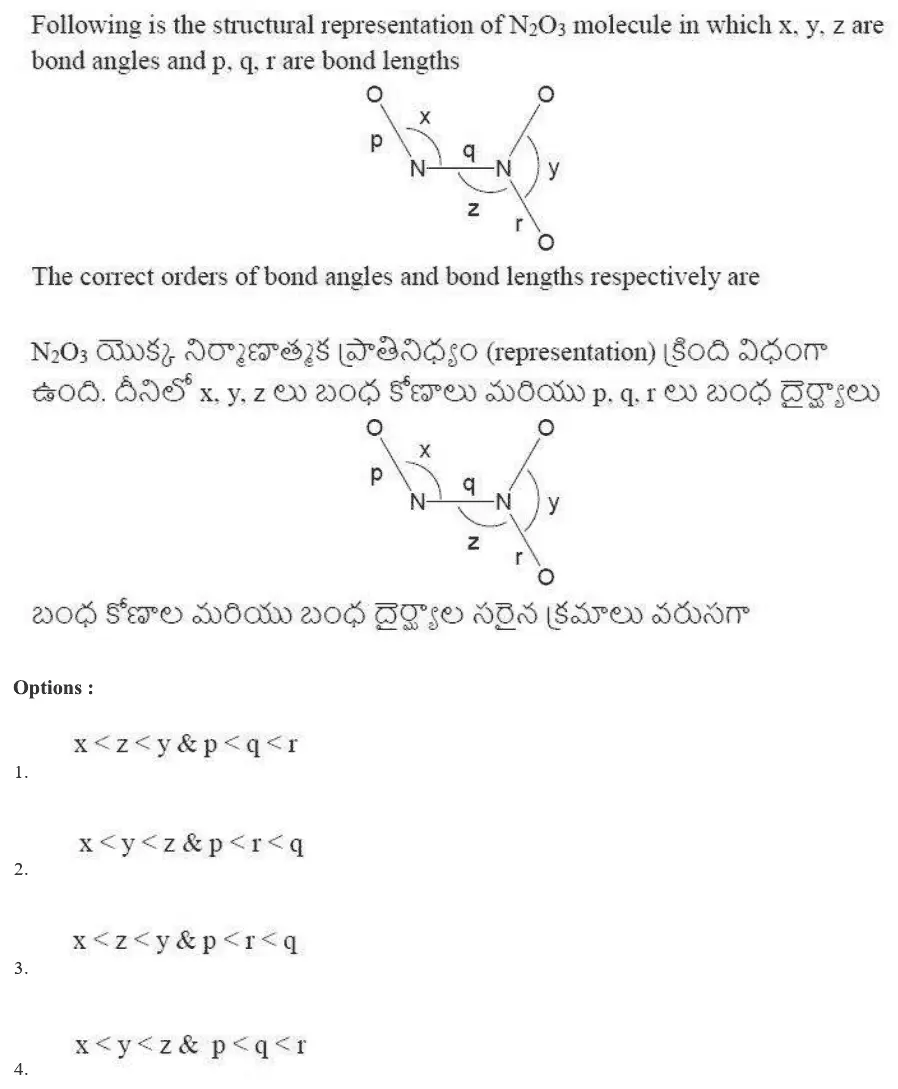 Following is the structural representation of N₂O₃ molecule in which x, y, z are
bond angles and p, q, r are bond lengths
O O
x
p q
N N y
z
r
O
The correct orders of bond angles and bond lengths respectively are
N₂O₃ యొక్క నిర్మాణాత్మక ప్రాతినిధ్యం (representation) క్రింది విధంగా
ఉంది. దీనిలో x, y, z లు బంధ కోణాలు మరియు p, q, r లు బంధ దైర్ఘ్యాలు
O O
x
p q
N N y
z
r
O
బంధ కోణాల మరియు బంధ దైర్ఘ్యాల సరైన క్రమాలు వరుసగా
Options :
x < z < y & p < q < r
1.
x < y < z & p < r < q
2.
x < z < y & p < r < q
3.
x < y < z & p < q < r
4.